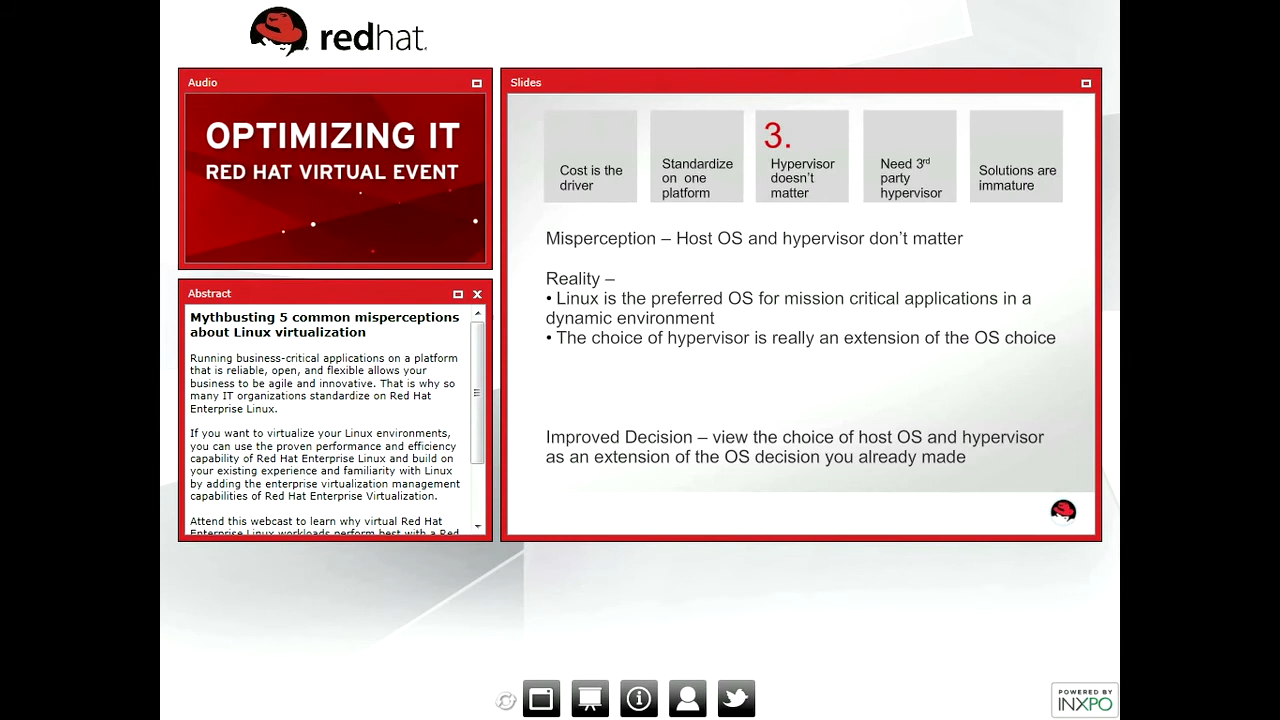 redhat.
Audio
OPTIMIZING IT
RED HAT VIRTUAL EVENT
Abstract
Mythbusting 5 common misperceptions
about Linux virtualization
Running business-critical applications on a platform
that is reliable, open, and flexible allows your
business to be agile and innovative. That is why so
many IT organizations standardize on Red Hat
Enterprise Linux.
If you want to virtualize your Linux environments,
you can use the proven performance and efficiency
capability of Red Hat Enterprise Linux and build on
your existing experience and familiarity with Linux
by adding the enterprise virtualization management
capabilities of Red Hat Enterprise Virtualization.
Attend this webcast to learn why virtual Red Hat
Enterprise Linux workloads perform best with a Red
Slides
Cost is the
driver
Standardize
on one
platform
3.
Hypervisor
doesn't
matter
Need 3rd
party
hypervisor
Solutions are
immature
Misperception – Host OS and hypervisor don't matter
Reality –
• Linux is the preferred OS for mission critical applications in a
dynamic environment
• The choice of hypervisor is really an extension of the OS choice
Improved Decision – view the choice of host OS and hypervisor
as an extension of the OS decision you already made
POWERED BY
INXPO